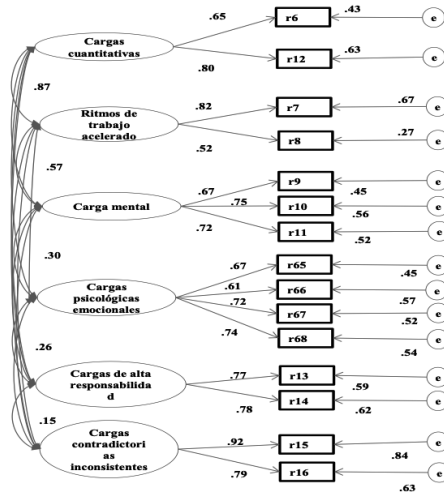 .65
r6
.43
e
Cargas
cuantitativas
.80
r12
.63
e
.87
.82
r7
.67
e
Ritmos de
trabajo
acelerado
.52
r8
.27
e
.57
.67
r9
.45
e
Carga mental
.75
r10
.56
e
.72
r11
.52
e
.30
.67
r65
.45
e
Cargas
psicológicas
emocionales
.61
r66
.57
e
.72
r67
.52
e
.74
r68
.54
e
.26
.77
r13
.59
e
Cargas de alta
responsabilida
d
.78
r14
.62
e
.15
.92
r15
.84
e
Cargas
contradictori
as
inconsistentes
.79
r16
.63
e